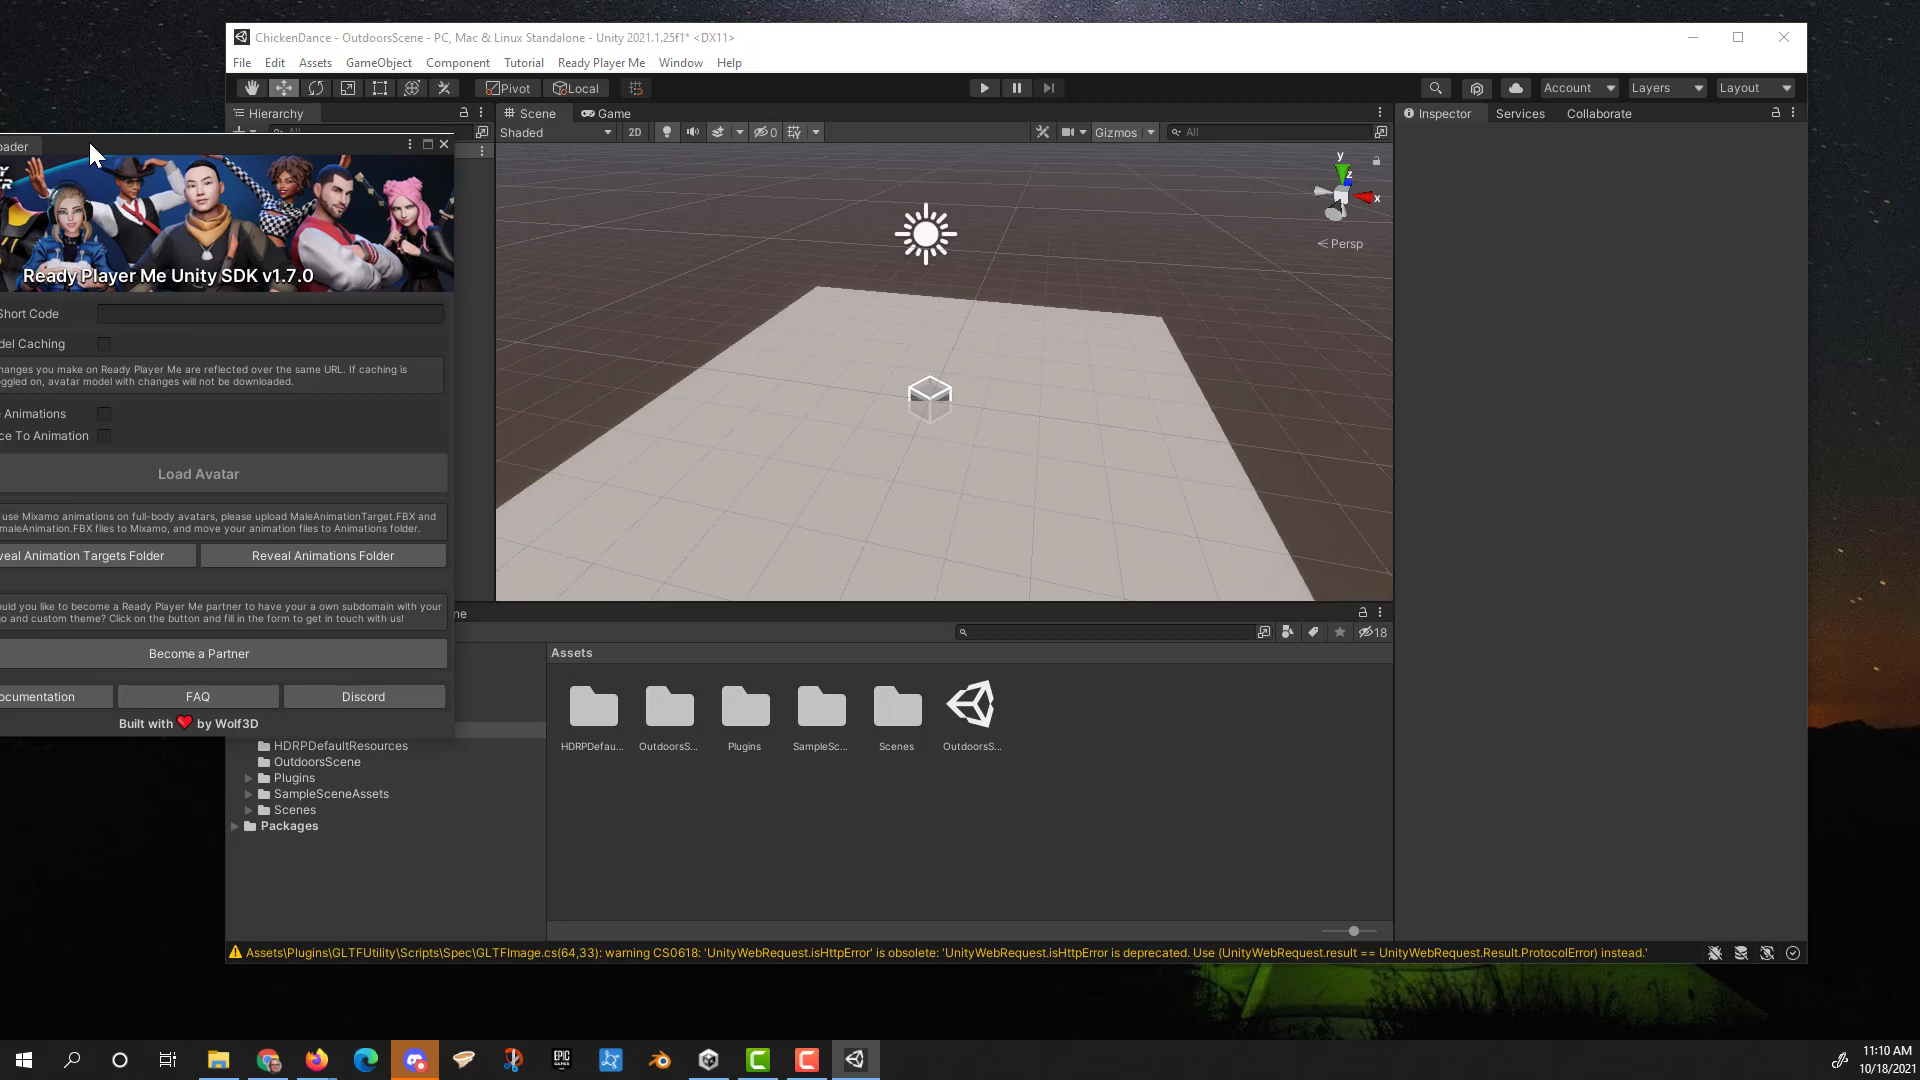 ChickenDance - OutdoorsScene - PC, Mac & Linux Standalone - Unity 2021.1.25f1* <DX11>
File Edit Assets GameObject Component Tutorial Ready Player Me Window Help
Pivot Local Account Layers Layout
Hierarchy Scene Game Inspector Services Collaborate
Shaded 2D 0 Gizmos All
oader
Ready Player Me Unity SDK v1.7.0
y
z
x
Persp
Short Code
del Caching
hanges you make on Ready Player Me are reflected over the same URL. If caching is
ggled on, avatar model with changes will not be downloaded.
Animations
ce To Animation
Load Avatar
use Mixamo animations on full-body avatars, please upload MaleAnimationTarget.FBX and
maleAnimation.FBX files to Mixamo, and move your animation files to Animations folder.
veal Animation Targets Folder Reveal Animations Folder
uld you like to become a Ready Player Me partner to have your a own subdomain with your
go and custom theme? Click on the button and fill in the form to get in touch with us!
Become a Partner
ocumentation FAQ Discord
Built with by Wolf3D
ne
18
Assets
HDRPDefau... OutdoorsS... Plugins SampleSc... Scenes OutdoorsS...
HDRPDefaultResources
OutdoorsScene
Plugins
SampleSceneAssets
Scenes
Packages
Assets\Plugins\GLTFUtility\Scripts\Spec\GLTFImage.cs(64,33): warning CS0618: 'UnityWebRequest.isHttpError' is obsolete: 'UnityWebRequest.isHttpError is deprecated. Use (UnityWebRequest.result == UnityWebRequest.Result.ProtocolError) instead.'
EPIC GAMES
11:10 AM
10/18/2021